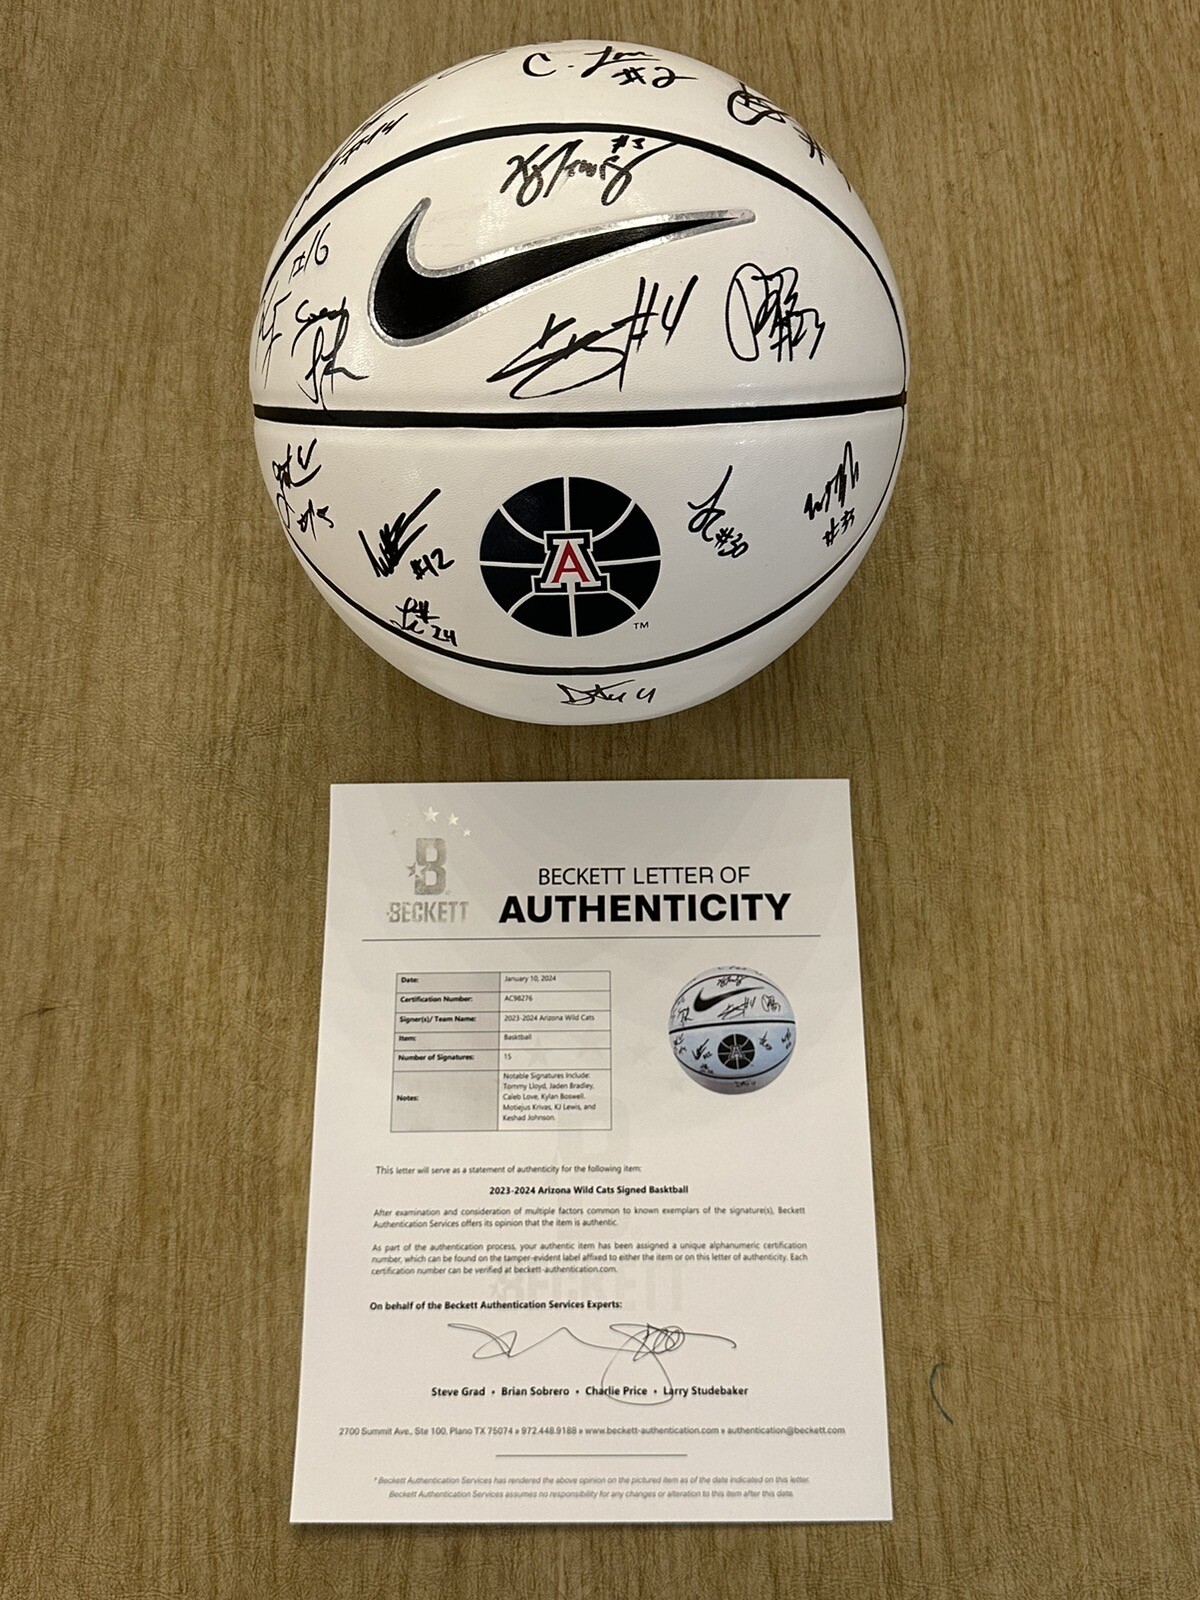 C. Love
#2
#14
#3
#16
#4
#23
Coach
#13
#12
#30
#35
24
A
TM
B
BECKETT
BECKETT LETTER OF
AUTHENTICITY
Date: January 10, 2024
Certification Number: AC98276
Signer(s)/ Team Name: 2023-2024 Arizona Wild Cats
Item: Basktball
Number of Signatures: 15
Notes: Notable Signatures Include:
Tommy Lloyd, Jaden Bradley,
Caleb Love, Kylan Boswell,
Motiejus Krivas, KJ Lewis, and
Keshad Johnson.
This letter will serve as a statement of authenticity for the following item:
2023-2024 Arizona Wild Cats Signed Basktball
After examination and consideration of multiple factors common to known exemplars of the signature(s), Beckett
Authentication Services offers its opinion that the item is authentic.
As part of the authentication process, your authentic item has been assigned a unique alphanumeric certification
number, which can be found on the tamper-evident label affixed to either the item or on this letter of authenticity. Each
certification number can be verified at beckett-authentication.com.
On behalf of the Beckett Authentication Services Experts:
Steve Grad • Brian Sobrero • Charlie Price • Larry Studebaker
2700 Summit Ave., Ste 100, Plano TX 75074 » 972.448.9188 » www.beckett-authentication.com » authentication@beckett.com
* Beckett Authentication Services has rendered the above opinion on the pictured item as of the date indicated on this letter.
Beckett Authentication Services assumes no responsibility for any changes or alteration to this item after this date.